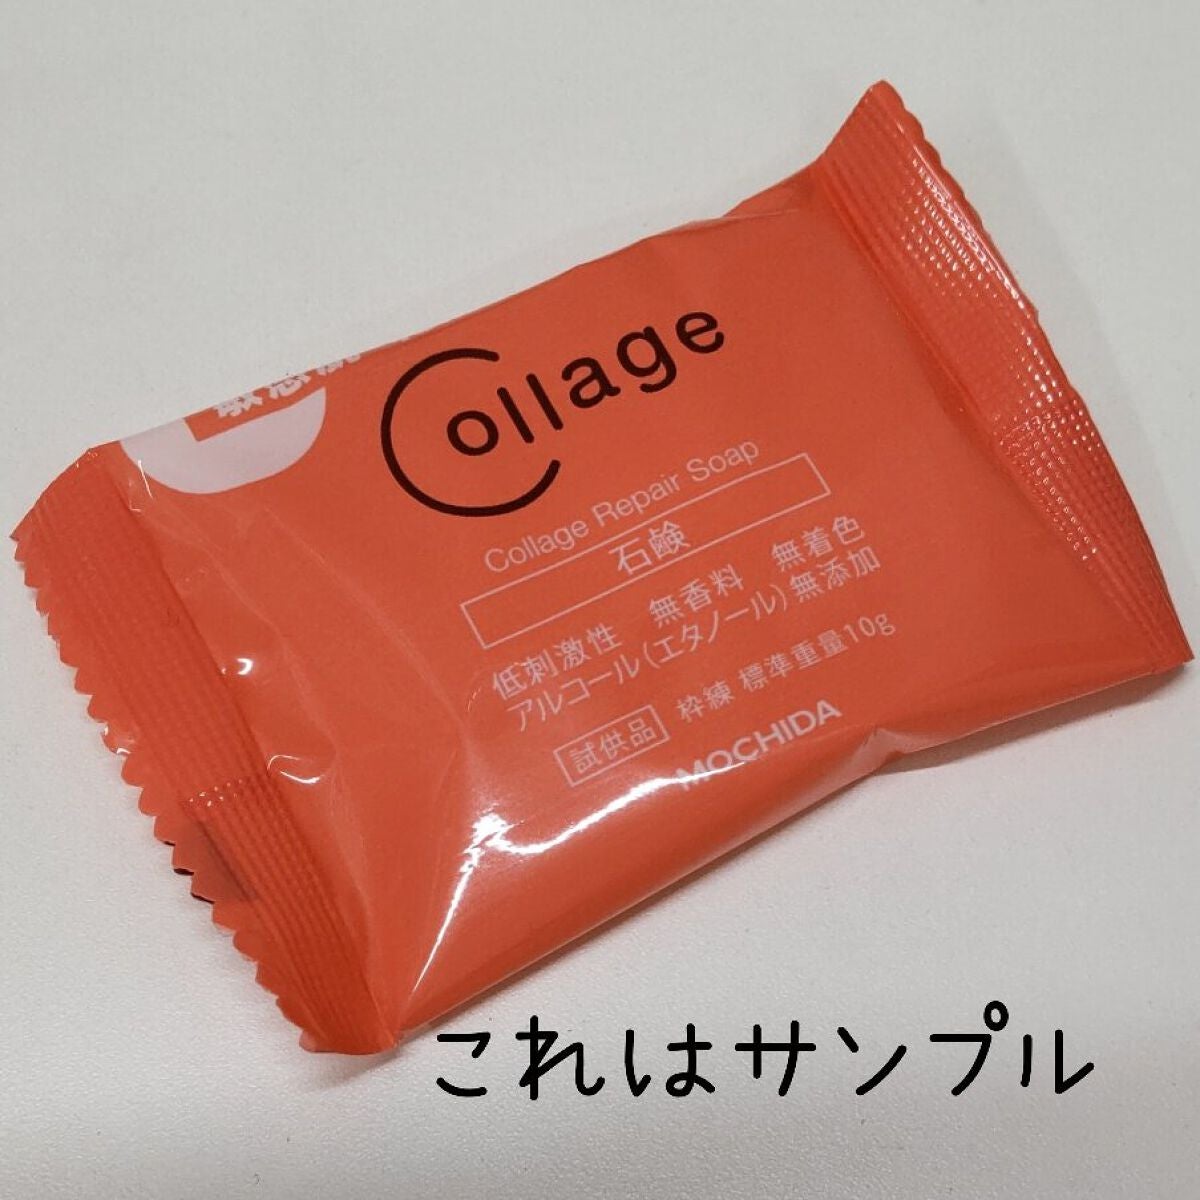 敏感
Collage
Collage Repair Soap
石鹸
低刺激性 無香料 無着色
アルコール(エタノール)無添加
試供品 枠練 標準重量10g
MOCHIDA
これはサンプル